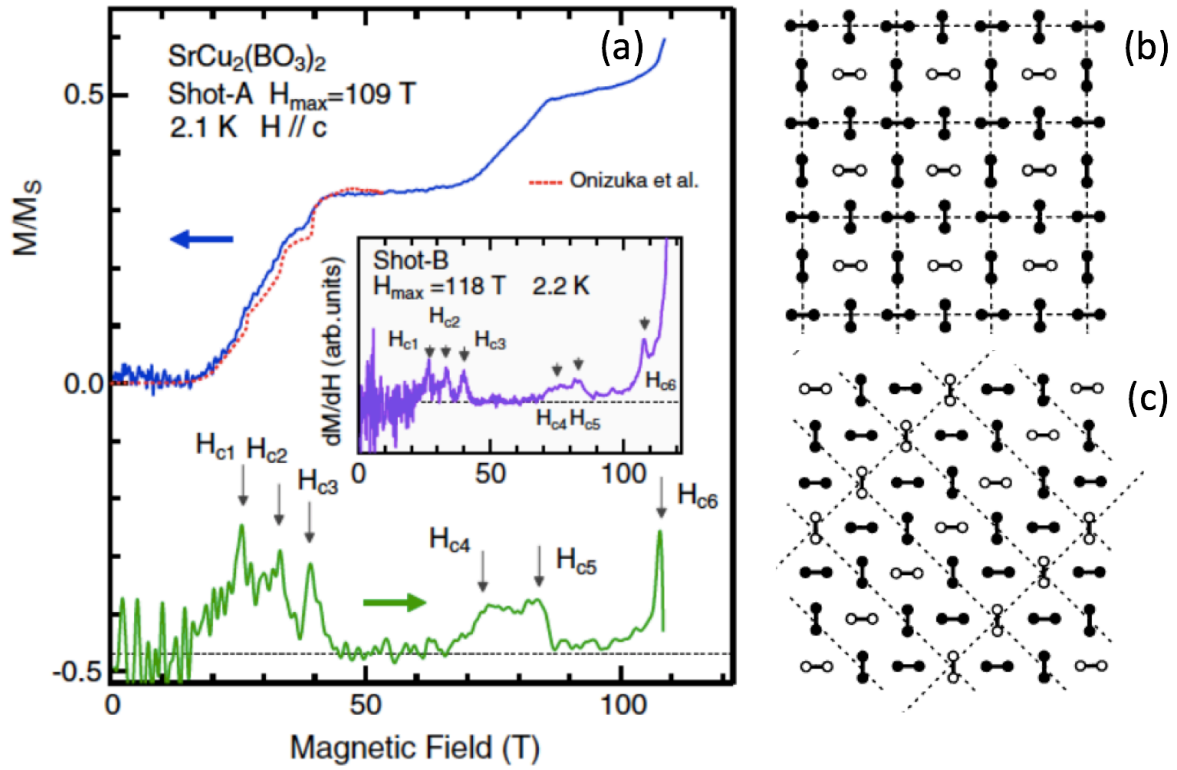 (a)
SrCu2(BO3)2
Shot-A Hmax=109 T
2.1 K H // c
0.5
0.0
-0.5
M/MS
Onizuka et al.
Shot-B
Hmax =118 T 2.2 K
Hc1
Hc2
Hc3
Hc4 Hc5
Hc6
dM/dH (arb.units)
0 50 100
Hc1 Hc2
Hc3
Hc4
Hc5
Hc6
0 50 100
Magnetic Field (T)
(b)
(c)